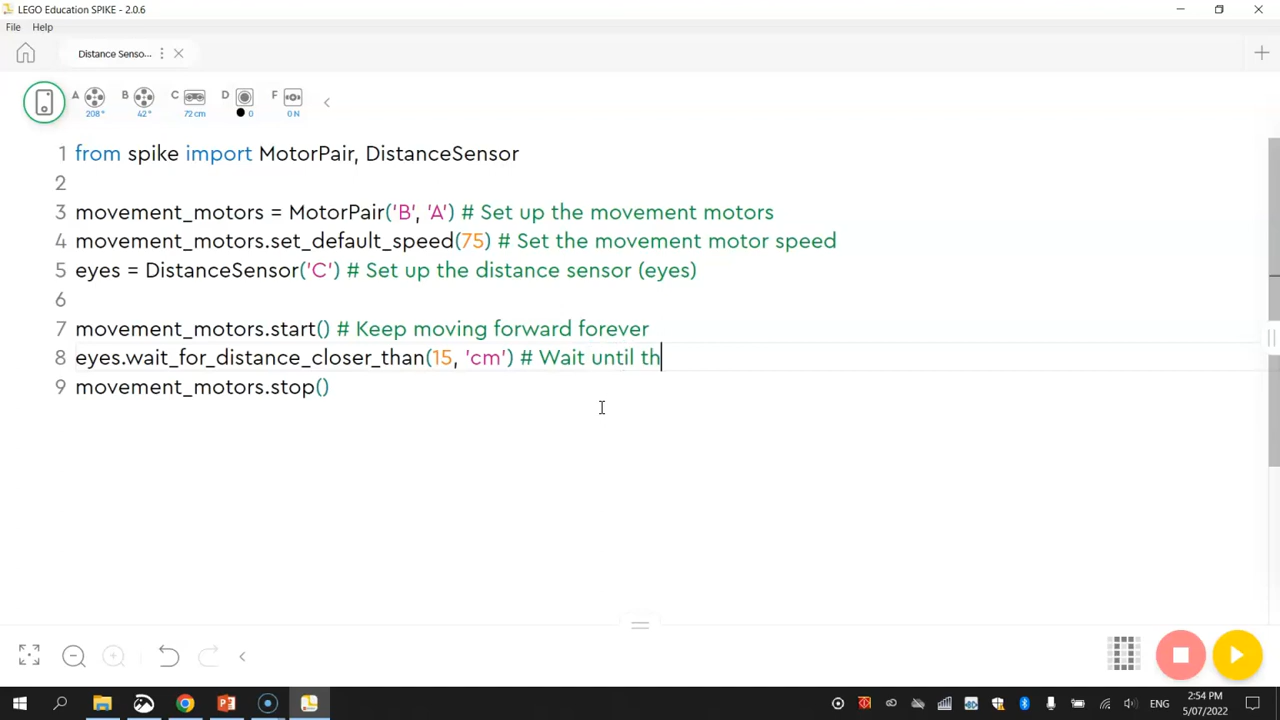 LEGO Education SPIKE - 2.0.6
File Help
Distance Senso...
A B C D F
208° 42° 72 cm 0 0 N
1 from spike import MotorPair, DistanceSensor
2
3 movement_motors = MotorPair('B', 'A') # Set up the movement motors
4 movement_motors.set_default_speed(75) # Set the movement motor speed
5 eyes = DistanceSensor('C') # Set up the distance sensor (eyes)
6
7 movement_motors.start() # Keep moving forward forever
8 eyes.wait_for_distance_closer_than(15, 'cm') # Wait until th
9 movement_motors.stop()
ENG
2:54 PM
5/07/2022